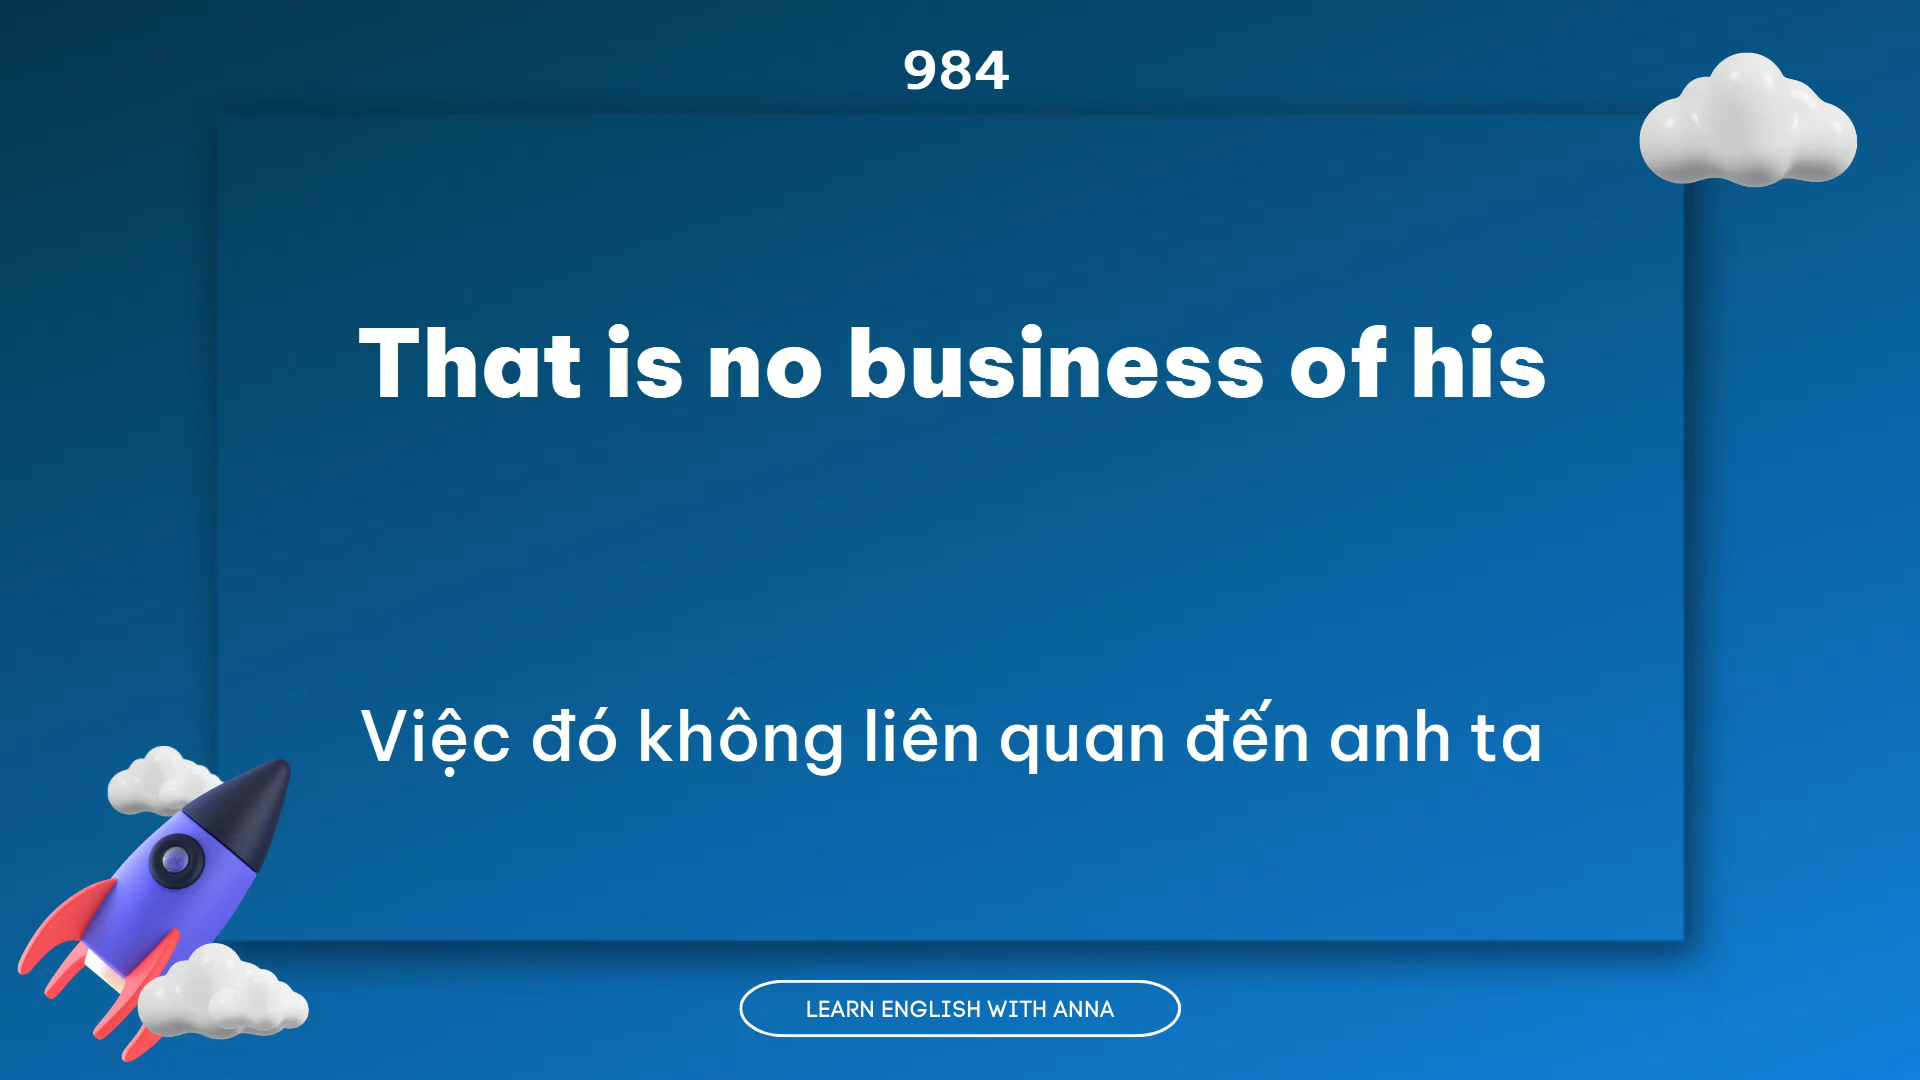 984
That is no business of his
Việc đó không liên quan đến anh ta
LEARN ENGLISH WITH ANNA